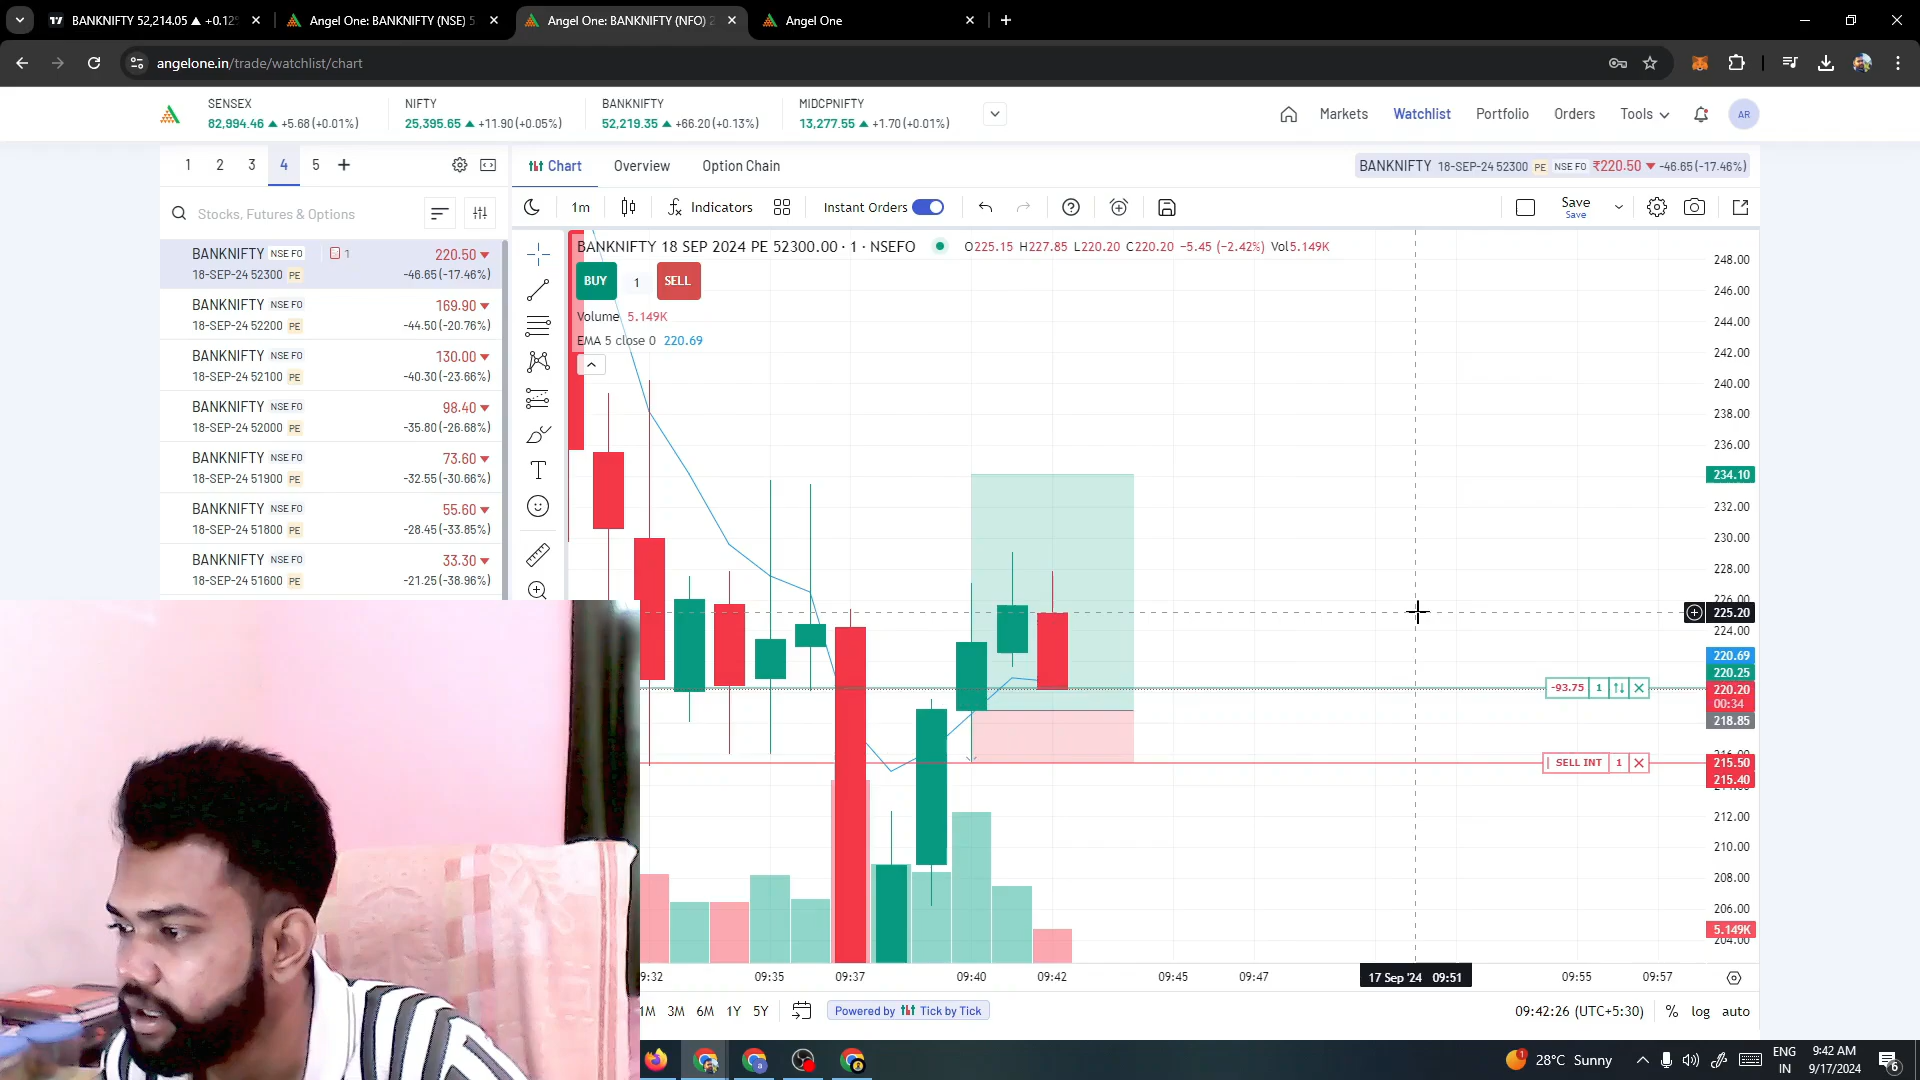 BANKNIFTY 52,214.05 ▲ +0.12%
Angel One: BANKNIFTY (NSE) 5
Angel One: BANKNIFTY (NFO) 2
Angel One
angelone.in/trade/watchlist/chart
SENSEX
82,994.46 ▲ +5.68 (+0.01%)
NIFTY
25,395.65 ▲ +11.90 (+0.05%)
BANKNIFTY
52,219.35 ▲ +66.20 (+0.13%)
MIDCPNIFTY
13,277.55 ▲ +1.70 (+0.01%)
Markets
Watchlist
Portfolio
Orders
Tools
AR
1 2 3 4 5 +
Chart
Overview
Option Chain
BANKNIFTY 18-SEP-24 52300 PE NSE FO ₹220.50 ▼ -46.65 (-17.46%)
Stocks, Futures & Options
1m
Indicators
Instant Orders
Save
Save
BANKNIFTY NSE FO 1 220.50 ▼
18-SEP-24 52300 PE -46.65 (-17.46%)
BANKNIFTY NSE FO 169.90 ▼
18-SEP-24 52200 PE -44.50 (-20.76%)
BANKNIFTY NSE FO 130.00 ▼
18-SEP-24 52100 PE -40.30 (-23.66%)
BANKNIFTY NSE FO 98.40 ▼
18-SEP-24 52000 PE -35.80 (-26.68%)
BANKNIFTY NSE FO 73.60 ▼
18-SEP-24 51900 PE -32.55 (-30.66%)
BANKNIFTY NSE FO 55.60 ▼
18-SEP-24 51800 PE -28.45 (-33.85%)
BANKNIFTY NSE FO 33.30 ▼
18-SEP-24 51600 PE -21.25 (-38.96%)
BANKNIFTY 18 SEP 2024 PE 52300.00 · 1 · NSEFO O225.15 H227.85 L220.20 C220.20 −5.45 (−2.42%) Vol5.149K
BUY 1 SELL
Volume 5.149K
EMA 5 close 0 220.69
248.00
246.00
244.00
242.00
240.00
238.00
236.00
234.10
232.00
230.00
228.00
226.00
225.20
224.00
220.69
220.25
-93.75 1
220.20
00:34
218.85
216.00
SELL INT 1
215.50
215.40
212.00
210.00
208.00
206.00
5.149K
204.00
9:32 09:35 09:37 09:40 09:42 09:45 09:47 17 Sep '24 09:51 09:55 09:57
1M 3M 6M 1Y 5Y
Powered by Tick by Tick
09:42:26 (UTC+5:30)
% log auto
28°C Sunny
ENG
IN
9:42 AM
9/17/2024
6